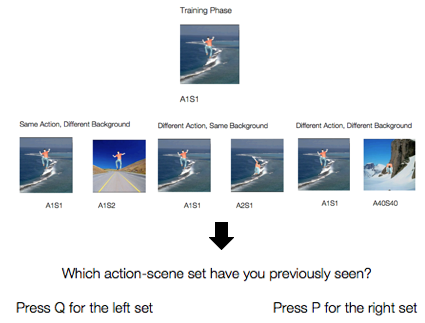 Training Phase
A1S1
Same Action, Different Background
Different Action, Same Background
Different Action, Different Background
A1S1
A1S2
A1S1
A2S1
A1S1
A40S40
Which action-scene set have you previously seen?
Press Q for the left set
Press P for the right set